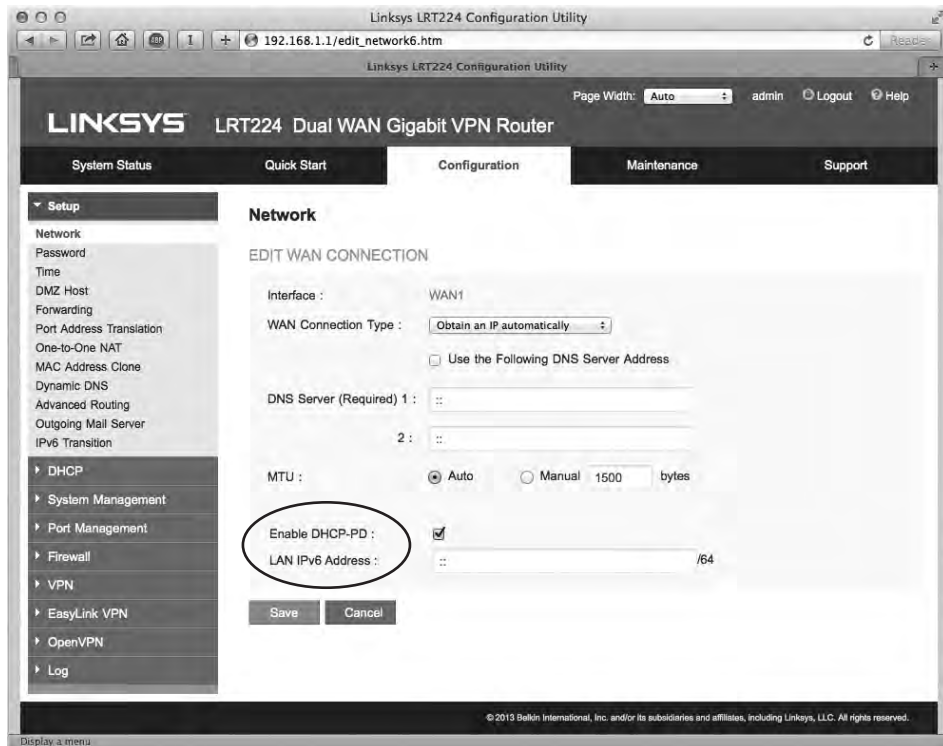 Linksys LRT224 Configuration Utility
192.168.1.1/edit_network6.htm
Reader
ABP
Linksys LRT224 Configuration Utility
Page Width: Auto admin Logout Help
LINKSYS LRT224 Dual WAN Gigabit VPN Router
System Status Quick Start Configuration Maintenance Support
Setup
Network
Password
Time
DMZ Host
Forwarding
Port Address Translation
One-to-One NAT
MAC Address Clone
Dynamic DNS
Advanced Routing
Outgoing Mail Server
IPv6 Transition
DHCP
System Management
Port Management
Firewall
VPN
EasyLink VPN
OpenVPN
Log
Network
EDIT WAN CONNECTION
Interface : WAN1
WAN Connection Type : Obtain an IP automatically
Use the Following DNS Server Address
DNS Server (Required) 1 : ::
2 : ::
MTU : Auto Manual 1500 bytes
Enable DHCP-PD :
LAN IPv6 Address : :: /64
Save Cancel
© 2013 Belkin International, Inc. and/or its subsidiaries and affiliates, including Linksys, LLC. All rights reserved.
Display a menu